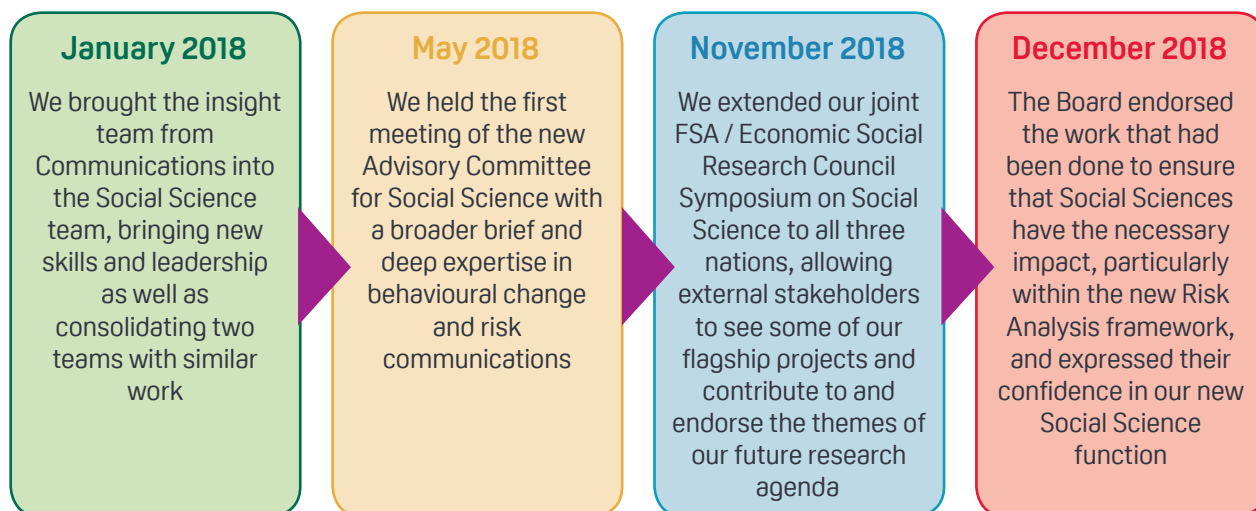 January 2018
We brought the insight
team from
Communications into
the Social Science
team, bringing new
skills and leadership
as well as
consolidating two
teams with similar
work
May 2018
We held the first
meeting of the new
Advisory Committee
for Social Science with
a broader brief and
deep expertise in
behavioural change
and risk
communications
November 2018
We extended our joint
FSA / Economic Social
Research Council
Symposium on Social
Science to all three
nations, allowing
external stakeholders
to see some of our
flagship projects and
contribute to and
endorse the themes of
our future research
agenda
December 2018
The Board endorsed
the work that had
been done to ensure
that Social Sciences
have the necessary
impact, particularly
within the new Risk
Analysis framework,
and expressed their
confidence in our new
Social Science
function